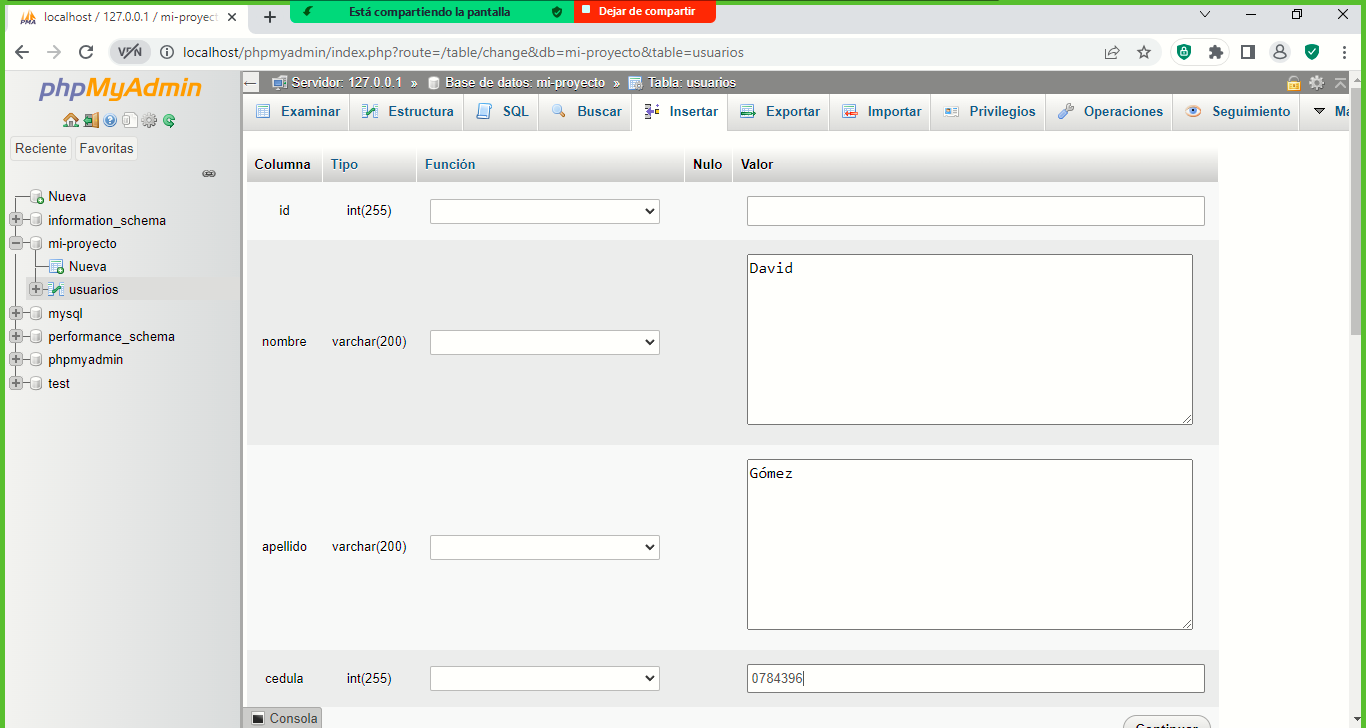 localhost / 127.0.0.1 / mi-proyect
Está compartiendo la pantalla
Dejar de compartir
VPN
localhost/phpmyadmin/index.php?route=/table/change&db=mi-proyecto&table=usuarios
phpMyAdmin
Reciente
Favoritas
Nueva
information_schema
mi-proyecto
Nueva
usuarios
mysql
performance_schema
phpmyadmin
test
Servidor: 127.0.0.1 » Base de datos: mi-proyecto » Tabla: usuarios
Examinar Estructura SQL Buscar Insertar Exportar Importar Privilegios Operaciones Seguimiento
Columna Tipo Función Nulo Valor
id int(255)
nombre varchar(200) David
apellido varchar(200) Gómez
cedula int(255) 0784396
Consola
Continuar